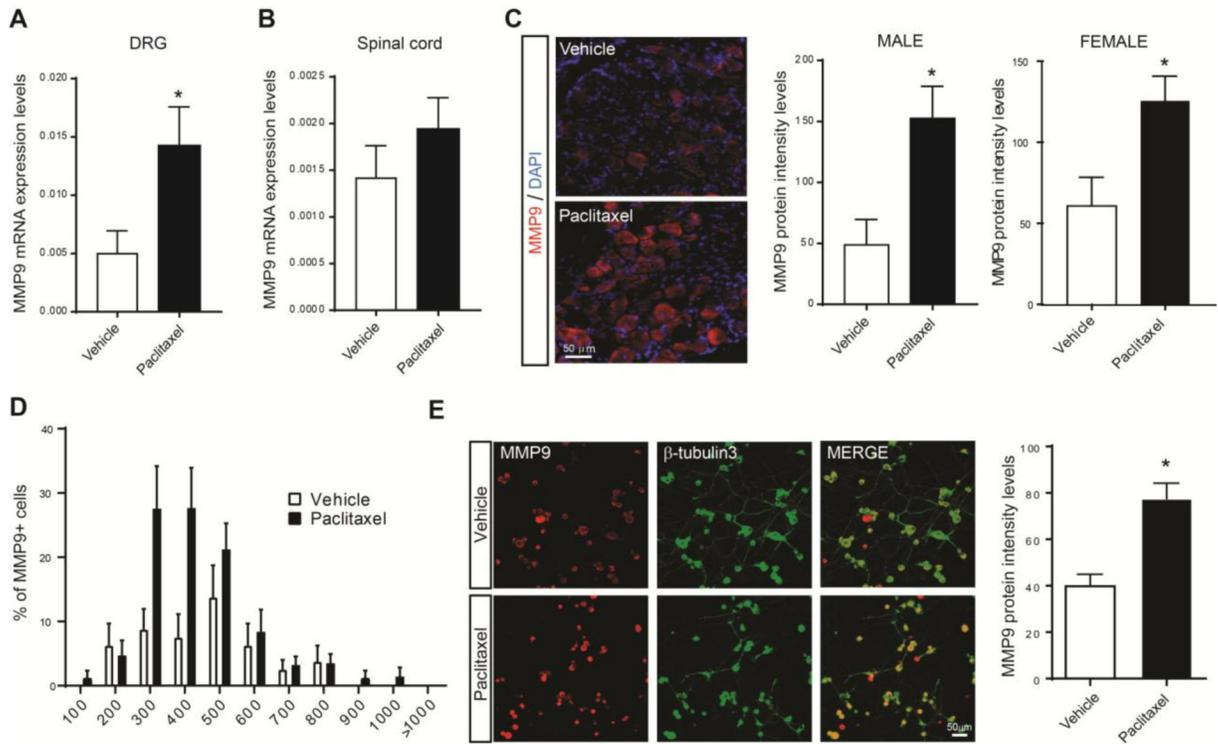 A
DRG
MMP9 mRNA expression levels
0.020
0.015
0.010
0.005
0.000
Vehicle
Paclitaxel
*
B
Spinal cord
MMP9 mRNA expression levels
0.0025
0.0020
0.0015
0.0010
0.0005
0.0000
Vehicle
Paclitaxel
C
MMP9 / DAPI
Vehicle
Paclitaxel
50 μm
MALE
MMP9 protein intensity levels
200
150
100
50
0
Vehicle
Paclitaxel
*
FEMALE
MMP9 protein intensity levels
150
100
50
0
Vehicle
Paclitaxel
*
D
% of MMP9+ cells
40
30
20
10
0
Vehicle
Paclitaxel
100
200
300
400
500
600
700
800
900
1000
>1000
E
Vehicle
Paclitaxel
MMP9
β-tubulin3
MERGE
50μm
MMP9 protein intensity levels
100
80
60
40
20
0
Vehicle
Paclitaxel
*